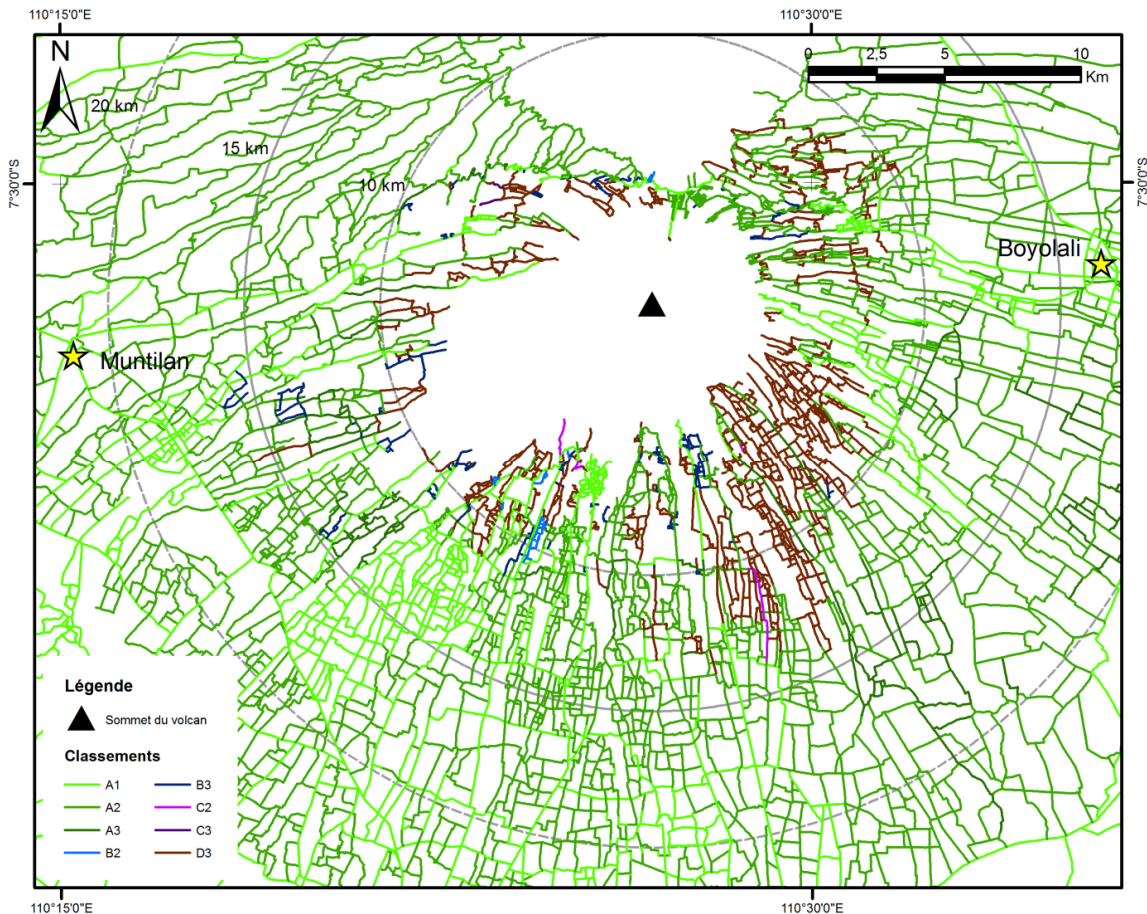 110°15'0"E
110°30'0"E
N
0
2,5
5
10
Km
20 km
15 km
10 km
7°30'0"S
7°30'0"S
Boyolali
Muntilan
Légende
Sommet du volcan
Classements
A1
B3
A2
C2
A3
C3
B2
D3
110°15'0"E
110°30'0"E